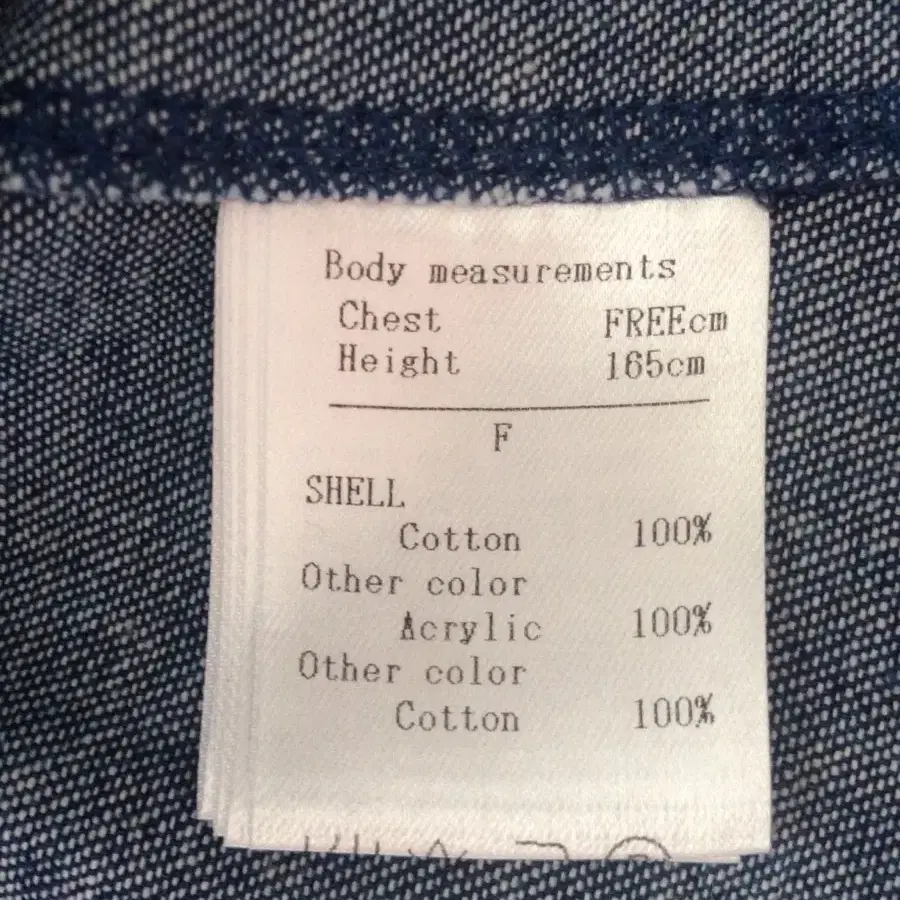 Body measurements
Chest FREEcm
Height 165cm
F
SHELL
Cotton 100%
Other color
Acrylic 100%
Other color
Cotton 100%